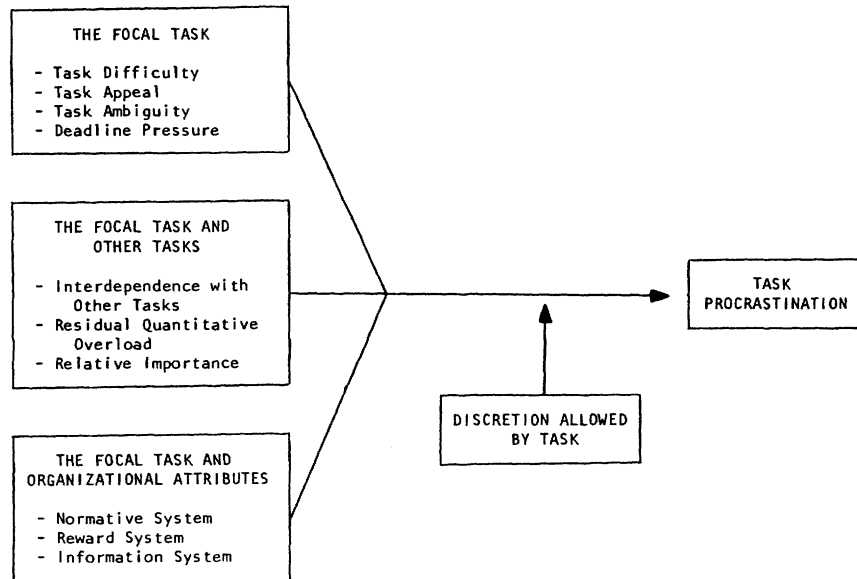 THE FOCAL TASK
- Task Difficulty
- Task Appeal
- Task Ambiguity
- Deadline Pressure
THE FOCAL TASK AND
OTHER TASKS
- Interdependence with
Other Tasks
- Residual Quantitative
Overload
- Relative Importance
THE FOCAL TASK AND
ORGANIZATIONAL ATTRIBUTES
- Normative System
- Reward System
- Information System
DISCRETION ALLOWED
BY TASK
TASK
PROCRASTINATION